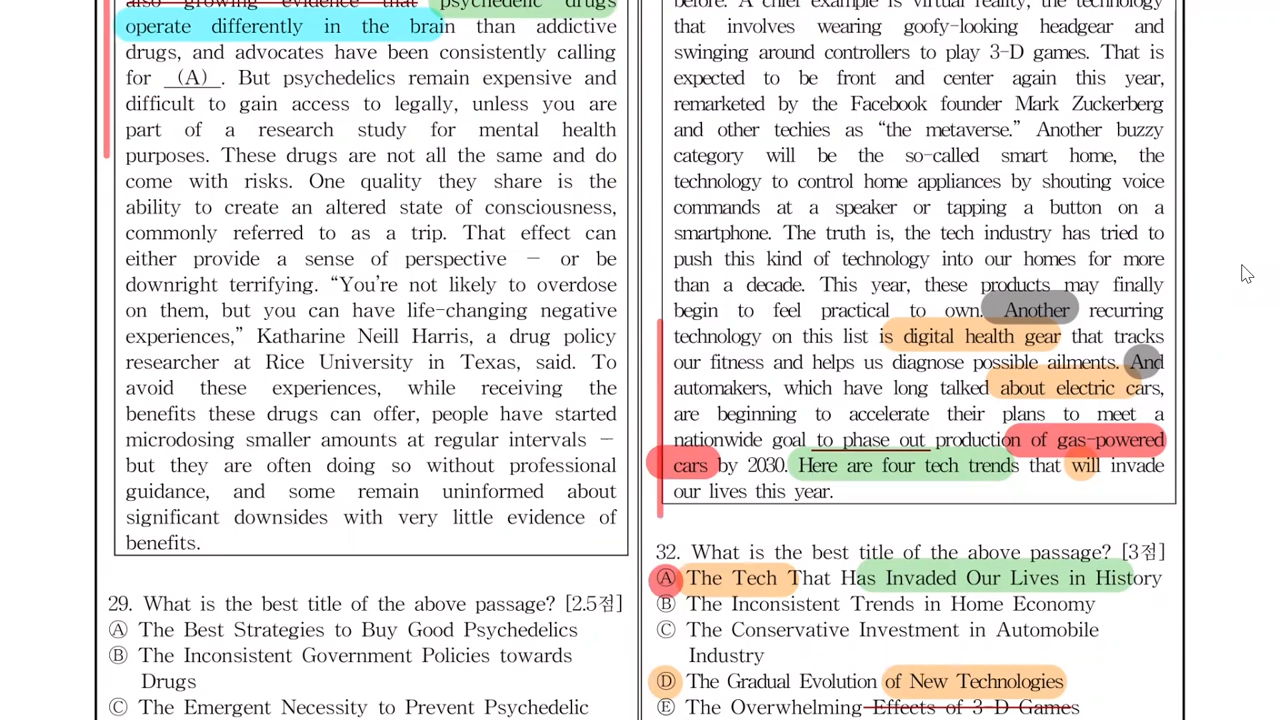 also growing evidence that psychedelic drugs
operate differently in the brain than addictive
drugs, and advocates have been consistently calling
for (A) . But psychedelics remain expensive and
difficult to gain access to legally, unless you are
part of a research study for mental health
purposes. These drugs are not all the same and do
come with risks. One quality they share is the
ability to create an altered state of consciousness,
commonly referred to as a trip. That effect can
either provide a sense of perspective — or be
downright terrifying. “You’re not likely to overdose
on them, but you can have life-changing negative
experiences,” Katharine Neill Harris, a drug policy
researcher at Rice University in Texas, said. To
avoid these experiences, while receiving the
benefits these drugs can offer, people have started
microdosing smaller amounts at regular intervals —
but they are often doing so without professional
guidance, and some remain uninformed about
significant downsides with very little evidence of
benefits.
29. What is the best title of the above passage? [2.5점]
Ⓐ The Best Strategies to Buy Good Psychedelics
Ⓑ The Inconsistent Government Policies towards
Drugs
Ⓒ The Emergent Necessity to Prevent Psychedelic
before. A chief example is virtual reality, the technology
that involves wearing goofy-looking headgear and
swinging around controllers to play 3-D games. That is
expected to be front and center again this year,
remarketed by the Facebook founder Mark Zuckerberg
and other techies as “the metaverse.” Another buzzy
category will be the so-called smart home, the
technology to control home appliances by shouting voice
commands at a speaker or tapping a button on a
smartphone. The truth is, the tech industry has tried to
push this kind of technology into our homes for more
than a decade. This year, these products may finally
begin to feel practical to own. Another recurring
technology on this list is digital health gear that tracks
our fitness and helps us diagnose possible ailments. And
automakers, which have long talked about electric cars,
are beginning to accelerate their plans to meet a
nationwide goal to phase out production of gas-powered
cars by 2030. Here are four tech trends that will invade
our lives this year.
32. What is the best title of the above passage? [3점]
Ⓐ The Tech That Has Invaded Our Lives in History
Ⓑ The Inconsistent Trends in Home Economy
Ⓒ The Conservative Investment in Automobile
Industry
Ⓓ The Gradual Evolution of New Technologies
Ⓔ The Overwhelming Effects of 3-D Games